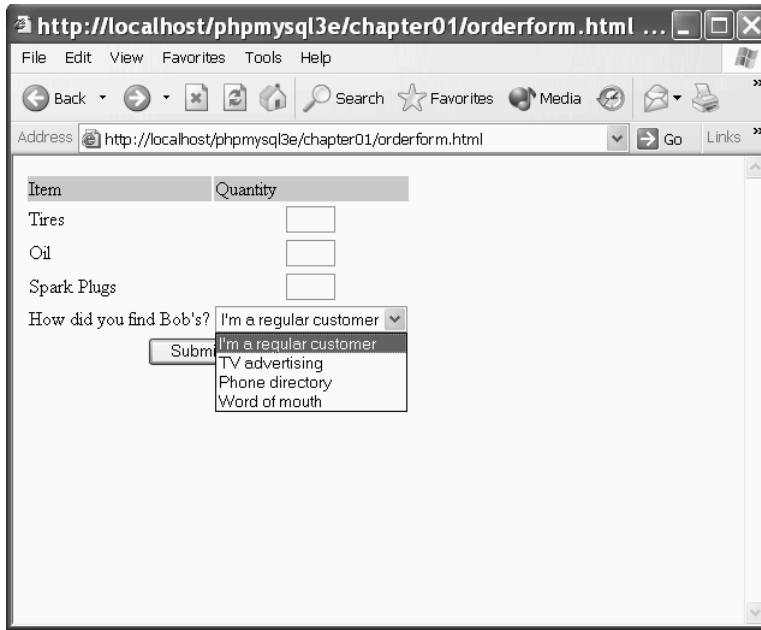 http://localhost/phpmysql3e/chapter01/orderform.html ...
File Edit View Favorites Tools Help
Back Search Favorites Media
Address http://localhost/phpmysql3e/chapter01/orderform.html Go Links
Item Quantity
Tires
Oil
Spark Plugs
How did you find Bob's? I'm a regular customer
I'm a regular customer
Submi
TV advertising
Phone directory
Word of mouth